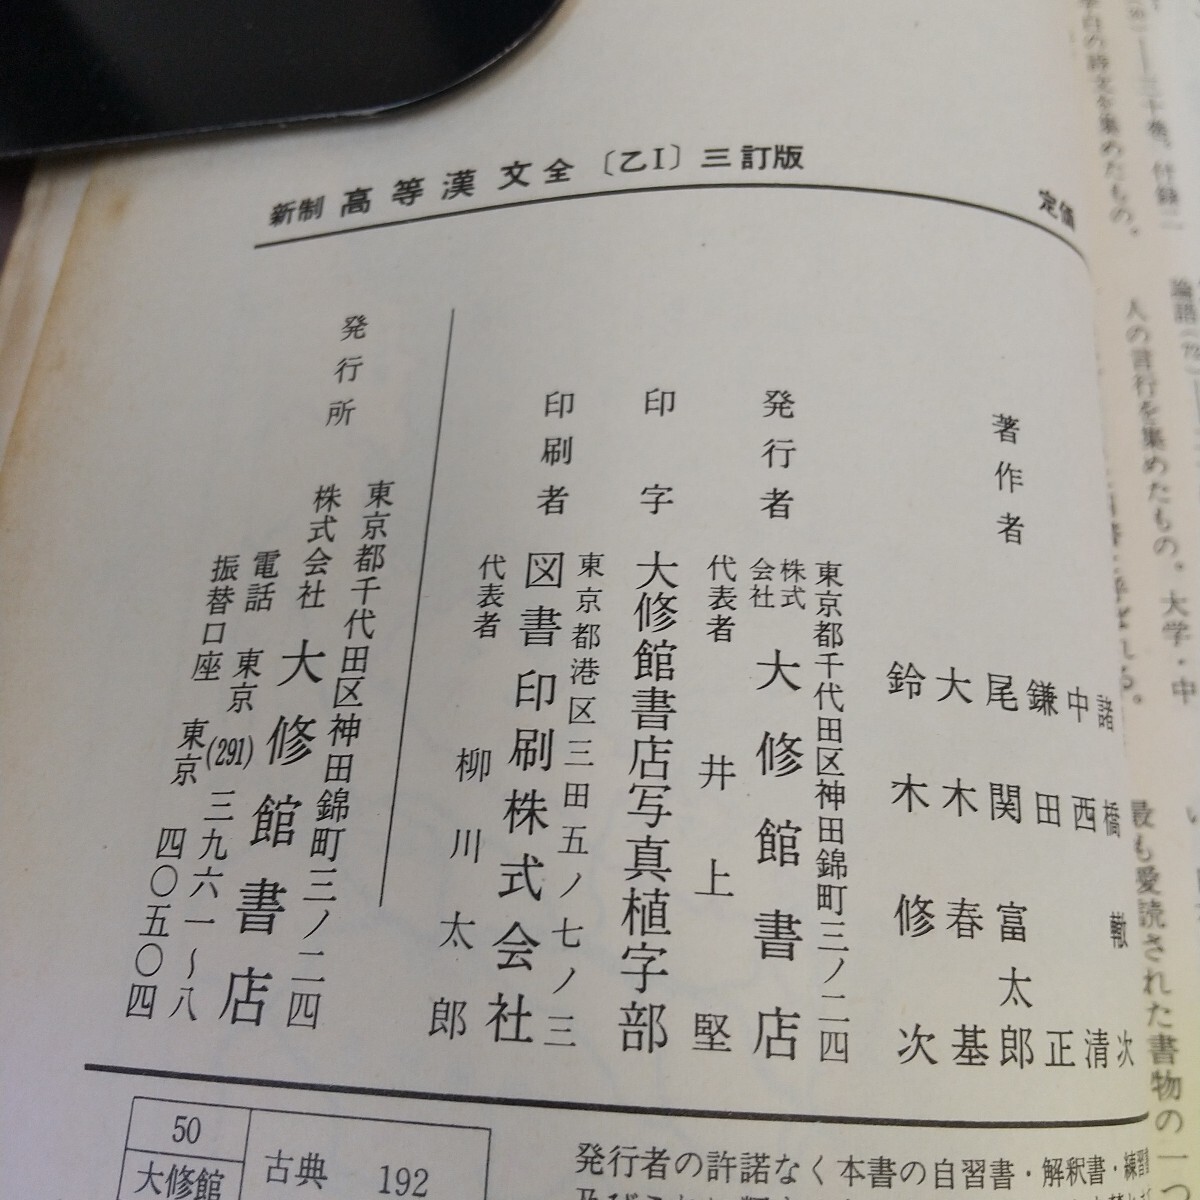 新制 高等漢文全〔乙I〕三訂版
定価
著作者
諸橋轍次
中西清
鎌田正
尾関富太郎
大木春基
鈴木修次
東京都千代田区神田錦町三ノ二四
発行者 株式会社 大修館書店
代表者 井上堅
印字 大修館書店写真植字部
東京都港区三田五ノ七ノ三
印刷者 図書印刷株式会社
代表者 柳川太郎
発行所
東京都千代田区神田錦町三ノ二四
株式会社 大修館書店
電話 東京(291)三九六一〜八
振替口座 東京 四〇五〇四
50
大修館
古典 192
発行者の許諾なく本書の自習書・解釈書・練習書
人の言行を集めたもの。大学・中
最も愛読された書物の一つ